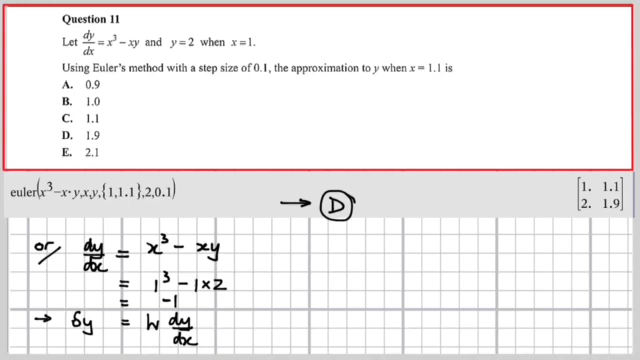 Question 11
Let dy/dx = x³ − xy and y = 2 when x = 1.
Using Euler's method with a step size of 0.1, the approximation to y when x = 1.1 is
A. 0.9
B. 1.0
C. 1.1
D. 1.9
E. 2.1
euler(x³−x·y,x,y,{1,1.1},2,0.1)
→ D
[1. 1.1
2. 1.9]
or/ dy/dx = x³ − xy
= 1³ − 1 × 2
= −1
→ δy = h dy/dx